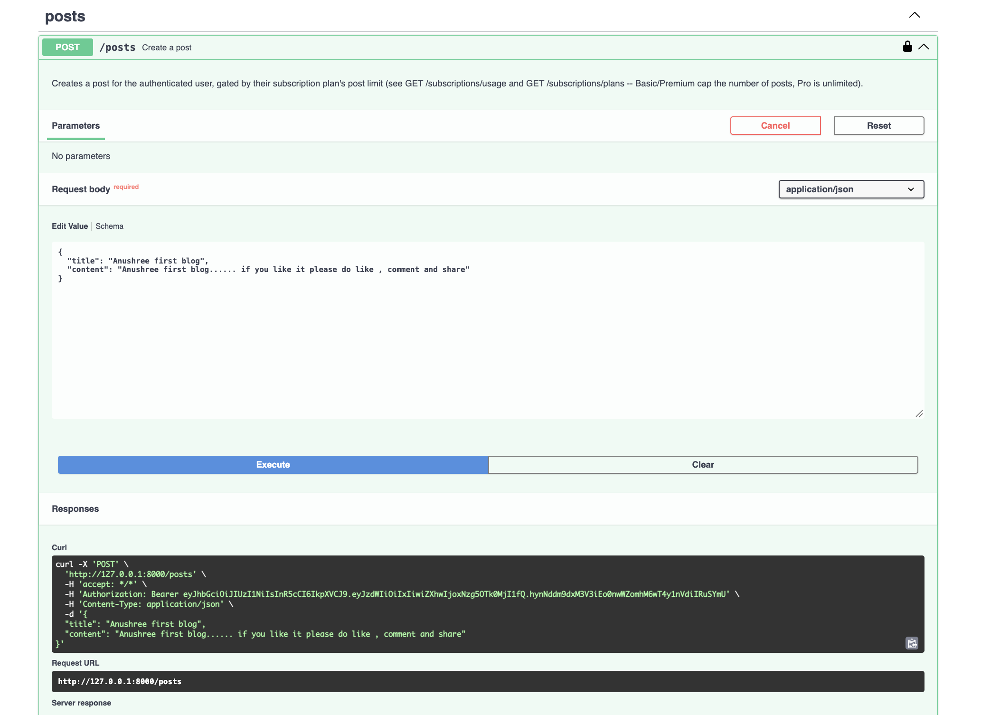 posts
POST /posts Create a post
Creates a post for the authenticated user, gated by their subscription plan's post limit (see GET /subscriptions/usage and GET /subscriptions/plans -- Basic/Premium cap the number of posts, Pro is unlimited).
Parameters
Cancel
Reset
No parameters
Request body required
application/json
Edit Value | Schema
{
  "title": "Anushree first blog",
  "content": "Anushree first blog...... if you like it please do like , comment and share"
}
Execute
Clear
Responses
Curl
curl -X 'POST' \
  'http://127.0.0.1:8000/posts' \
  -H 'accept: */*' \
  -H 'Authorization: Bearer eyJhbGciOiJIUzI1NiIsInR5cCI6IkpXVCJ9.eyJzdWIiOiIxIiwiZXhwIjoxNzg5OTk0MjI1fQ.hynNddm9dxM3V3iEo0nwWZomhM6wT4y1nVdiIRuSYmU' \
  -H 'Content-Type: application/json' \
  -d '{
  "title": "Anushree first blog",
  "content": "Anushree first blog...... if you like it please do like , comment and share"
}'
Request URL
http://127.0.0.1:8000/posts
Server response